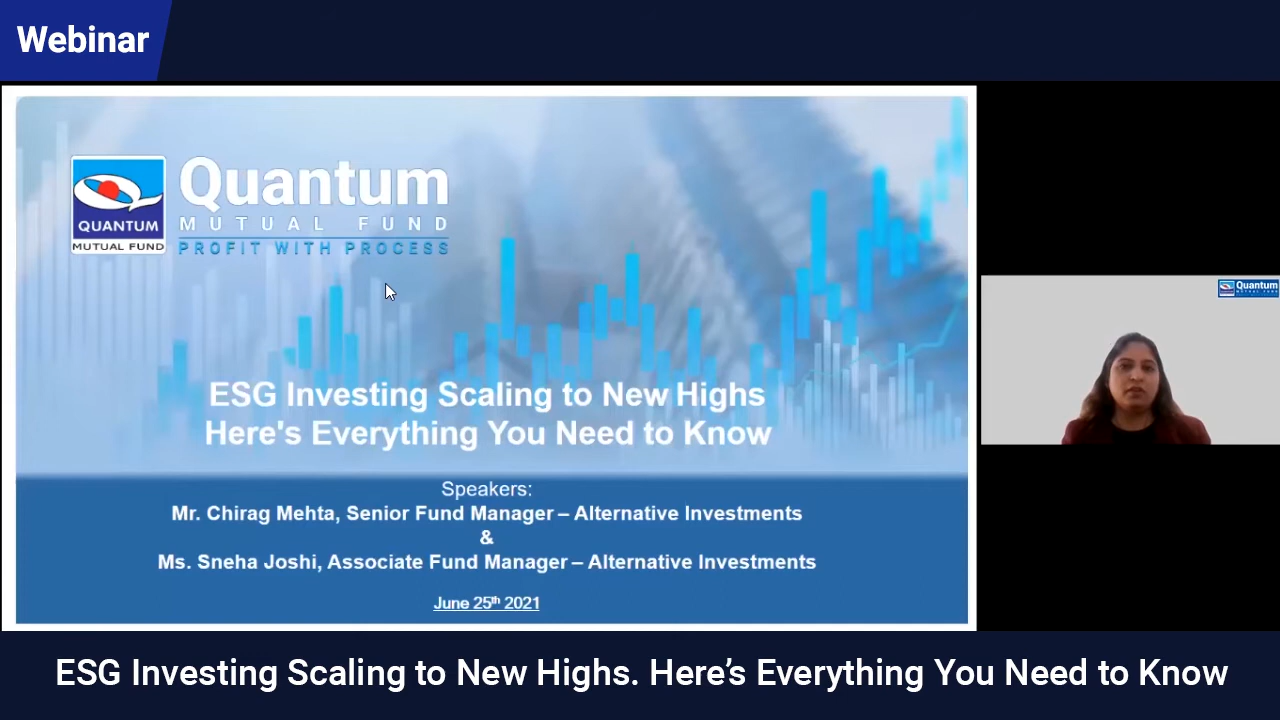 Webinar
QUANTUM
MUTUAL FUND
Quantum
MUTUAL FUND
PROFIT WITH PROCESS
ESG Investing Scaling to New Highs
Here's Everything You Need to Know
Speakers:
Mr. Chirag Mehta, Senior Fund Manager – Alternative Investments
&
Ms. Sneha Joshi, Associate Fund Manager – Alternative Investments
June 25th 2021
Quantum
MUTUAL FUND
ESG Investing Scaling to New Highs. Here’s Everything You Need to Know